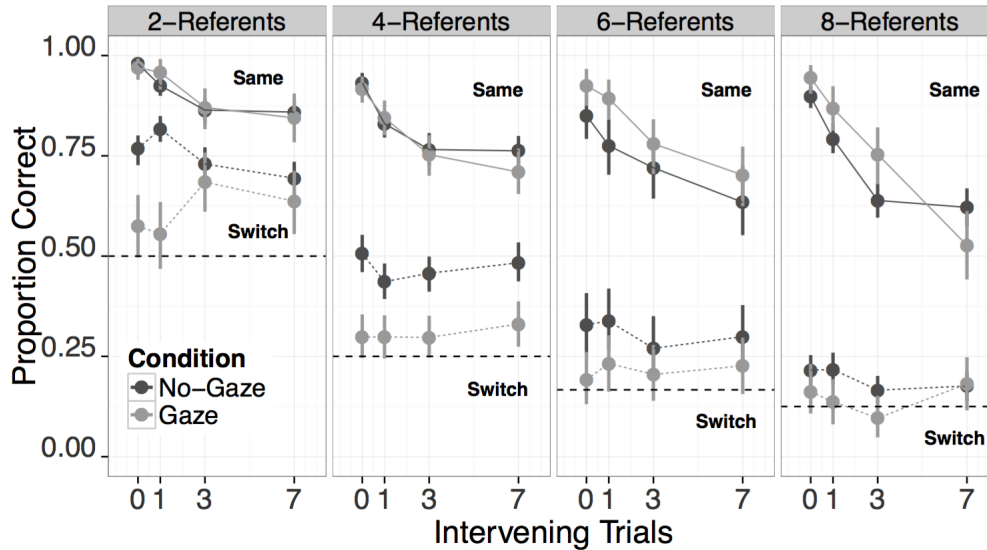 2−Referents
4−Referents
6−Referents
8−Referents
Proportion Correct
1.00
0.75
0.50
0.25
0.00
Same
Switch
Same
Switch
Same
Switch
Same
Switch
Condition
No−Gaze
Gaze
0 1 3 7
0 1 3 7
0 1 3 7
0 1 3 7
Intervening Trials